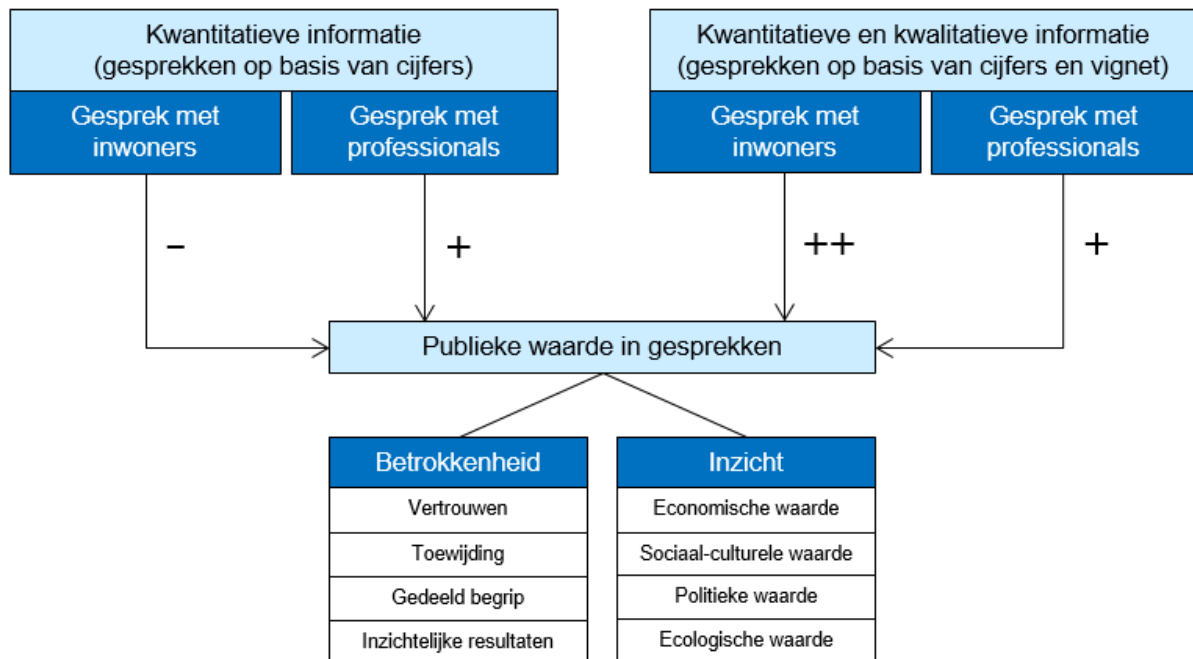 Kwantitatieve informatie
(gesprekken op basis van cijfers)
Gesprek met
inwoners
Gesprek met
professionals
Kwantitatieve en kwalitatieve informatie
(gesprekken op basis van cijfers en vignet)
Gesprek met
inwoners
Gesprek met
professionals
-
+
++
+
Publieke waarde in gesprekken
Betrokkenheid
Vertrouwen
Toewijding
Gedeeld begrip
Inzichtelijke resultaten
Inzicht
Economische waarde
Sociaal-culturele waarde
Politieke waarde
Ecologische waarde